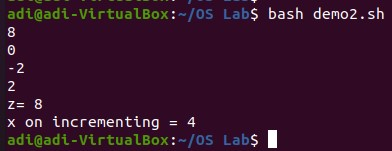 adi@adi-VirtualBox:~/OS Lab$ bash demo2.sh
8
0
-2
2
z= 8
x on incrementing = 4
adi@adi-VirtualBox:~/OS Lab$